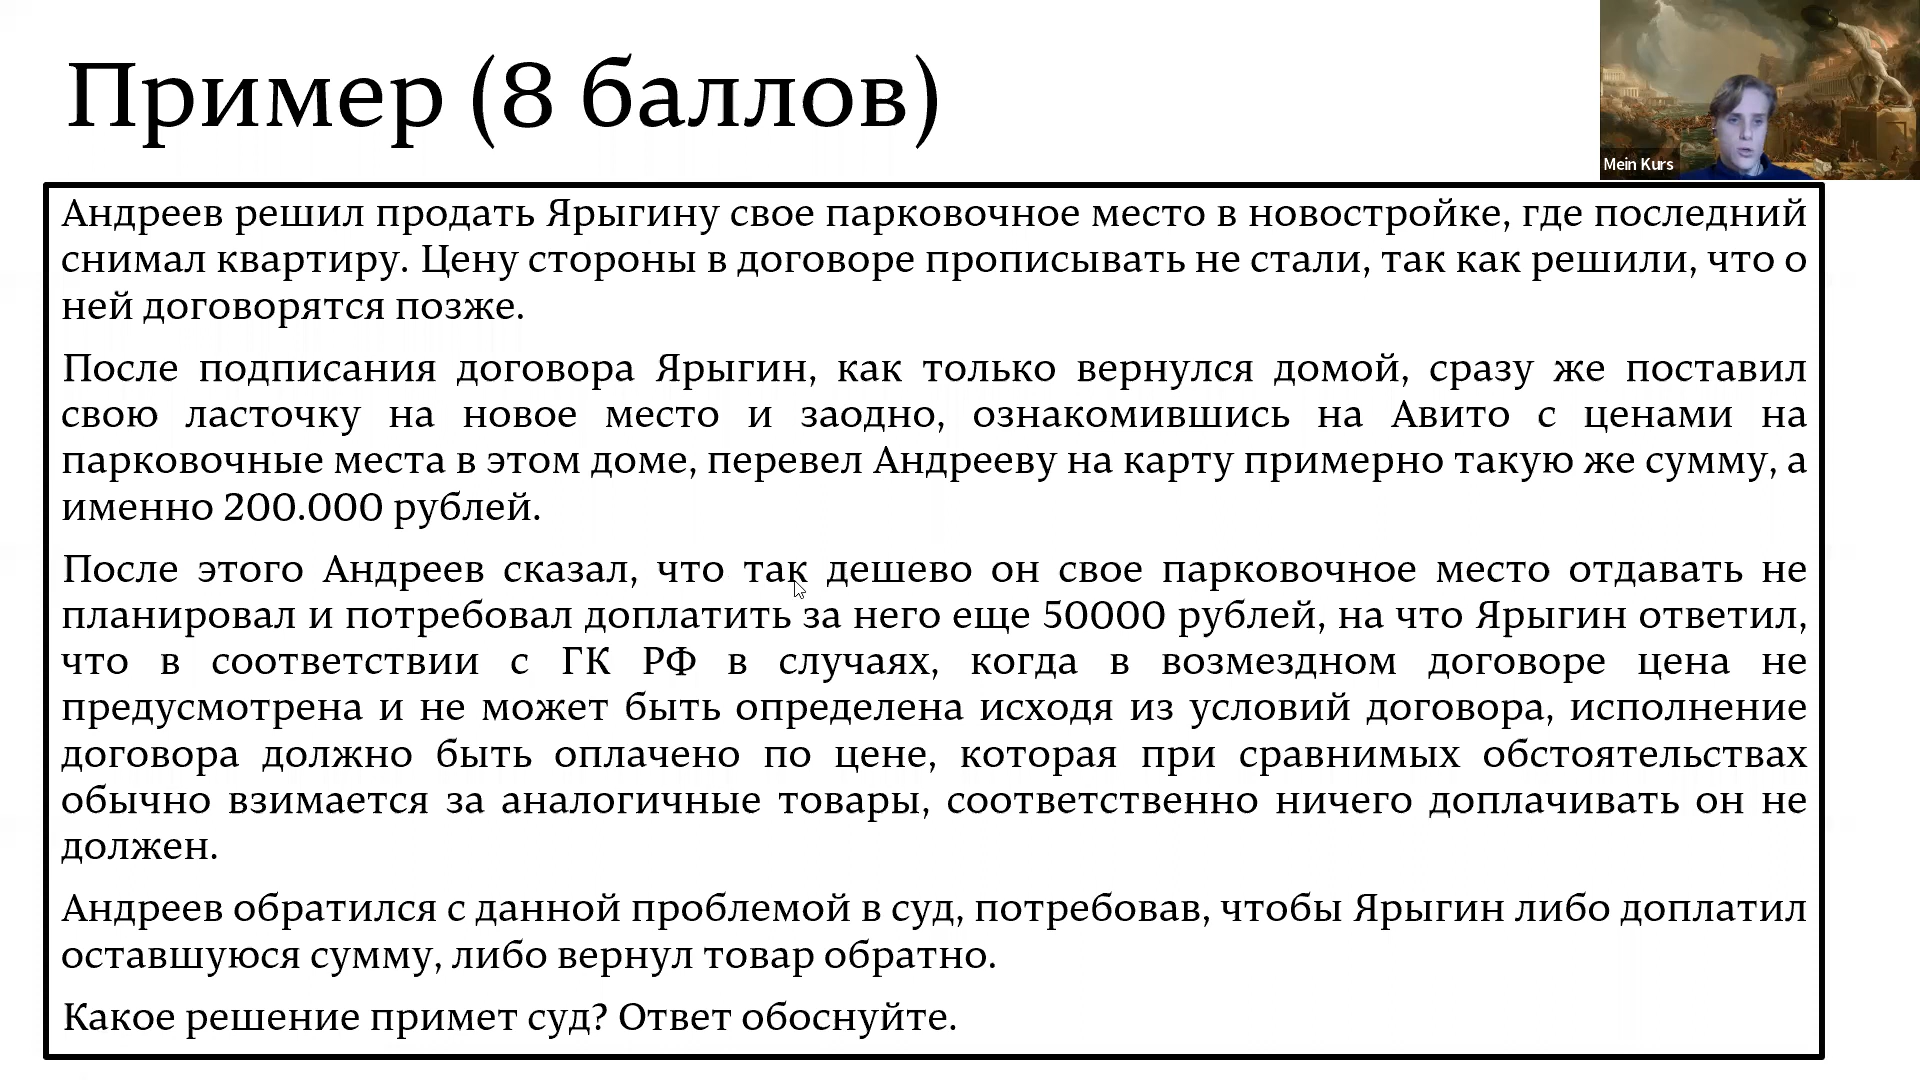 Пример (8 баллов)
Mein Kurs
Андреев решил продать Ярыгину свое парковочное место в новостройке, где последний
снимал квартиру. Цену стороны в договоре прописывать не стали, так как решили, что о
ней договорятся позже.
После подписания договора Ярыгин, как только вернулся домой, сразу же поставил
свою ласточку на новое место и заодно, ознакомившись на Авито с ценами на
парковочные места в этом доме, перевел Андрееву на карту примерно такую же сумму, а
именно 200.000 рублей.
После этого Андреев сказал, что так дешево он свое парковочное место отдавать не
планировал и потребовал доплатить за него еще 50000 рублей, на что Ярыгин ответил,
что в соответствии с ГК РФ в случаях, когда в возмездном договоре цена не
предусмотрена и не может быть определена исходя из условий договора, исполнение
договора должно быть оплачено по цене, которая при сравнимых обстоятельствах
обычно взимается за аналогичные товары, соответственно ничего доплачивать он не
должен.
Андреев обратился с данной проблемой в суд, потребовав, чтобы Ярыгин либо доплатил
оставшуюся сумму, либо вернул товар обратно.
Какое решение примет суд? Ответ обоснуйте.